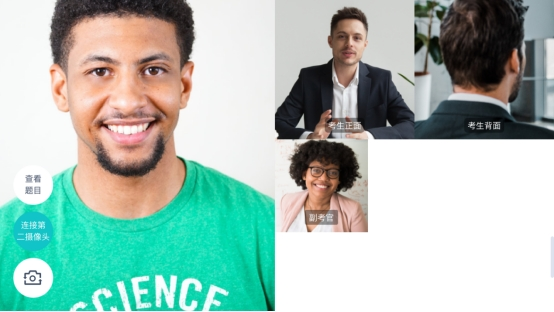 查看
题目
连接第
二摄像头
SCIENCE
考生正面
考生背面
副考官